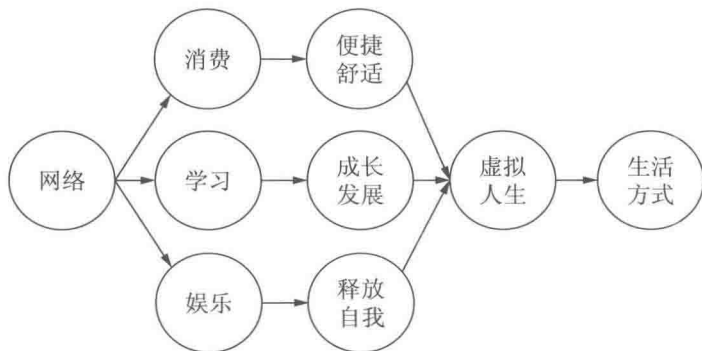 消费
便捷
舒适
网络
学习
成长
发展
虚拟
人生
生活
方式
娱乐
释放
自我